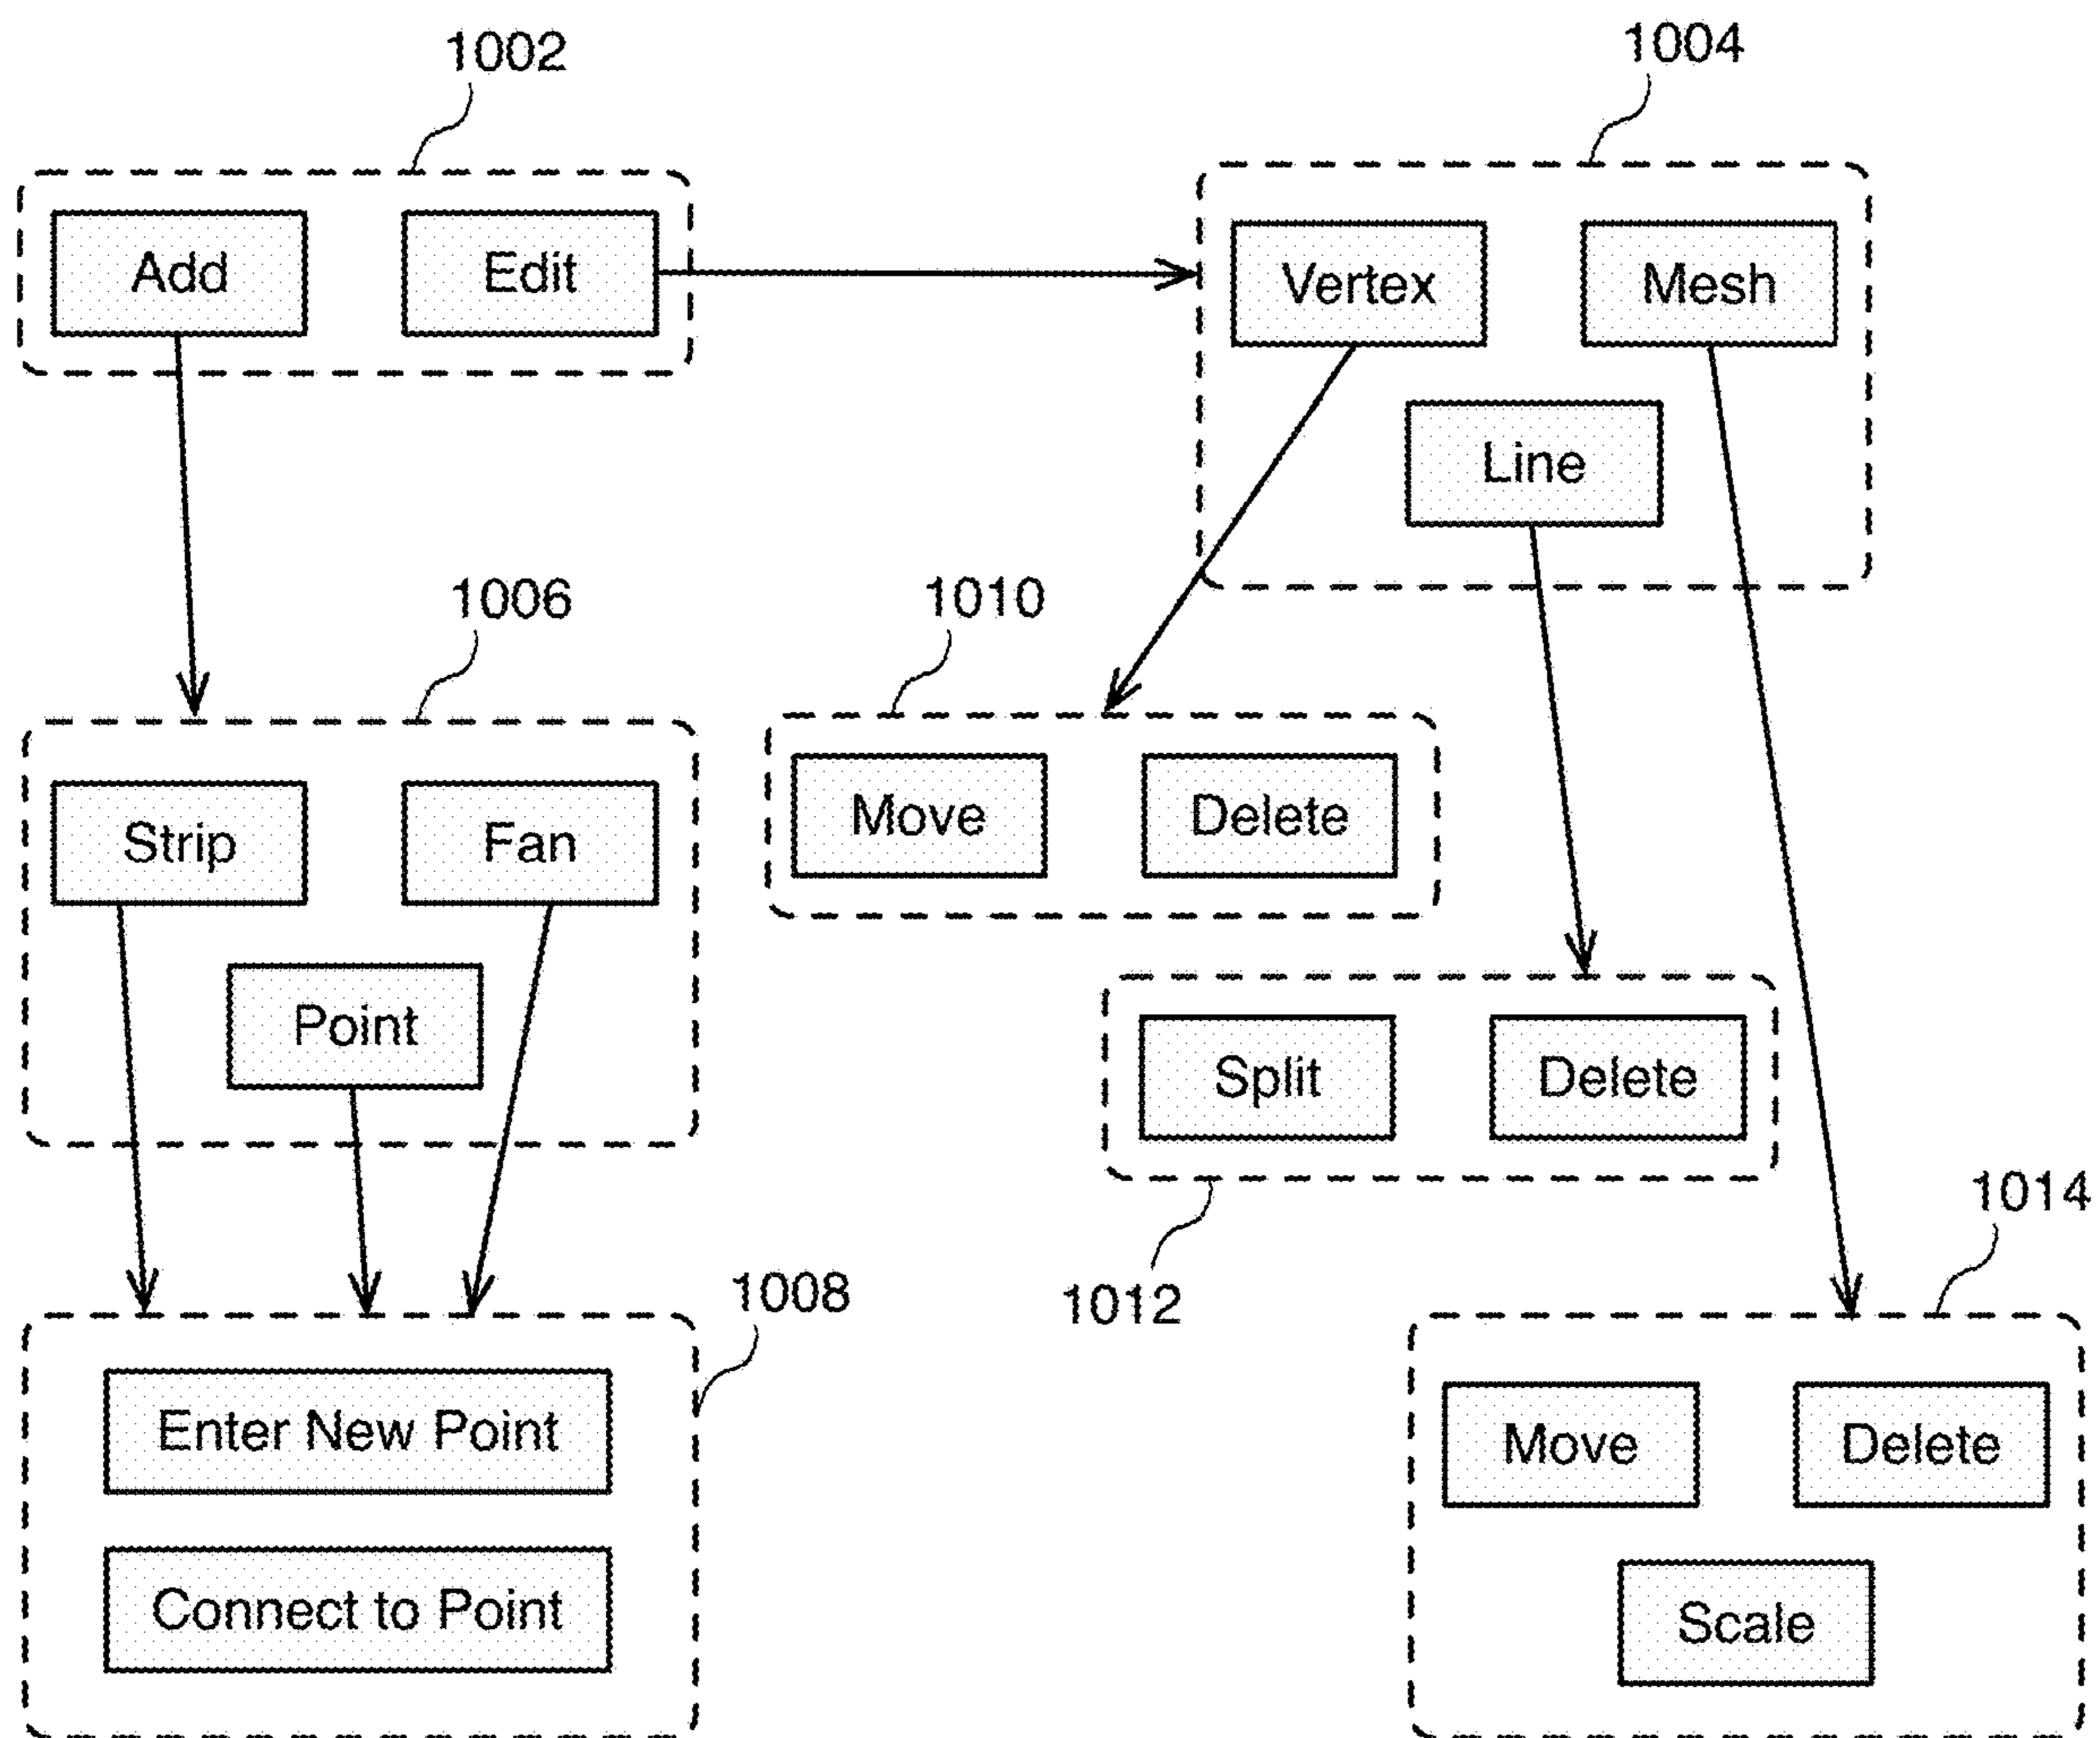 1002
1004
Add
Edit
Vertex
Mesh
Line
1006
1010
Strip
Fan
Move
Delete
Point
Split
Delete
1014
1008
1012
Enter New Point
Move
Delete
Connect to Point
Scale